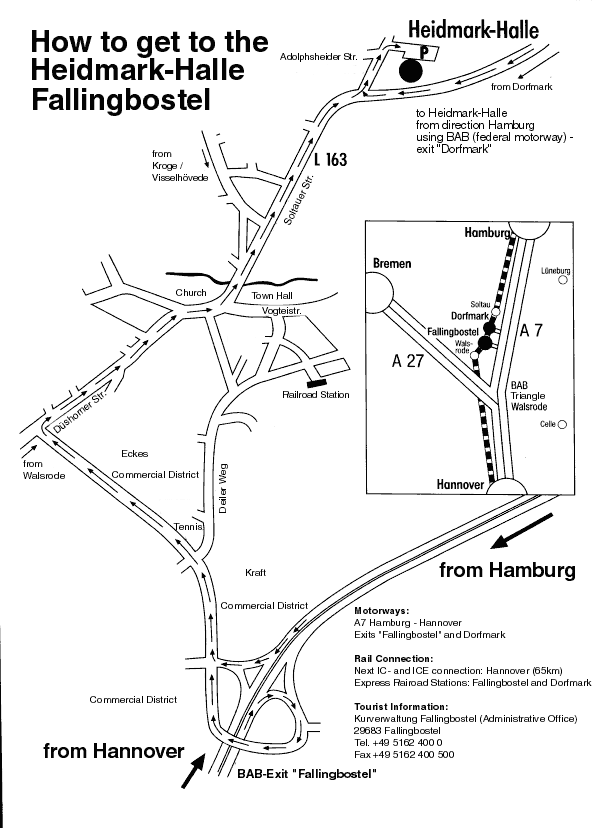 How to get to the
Heidmark-Halle
Fallingbostel
Heidmark-Halle
P
Adolphsheider Str.
from Dorfmark
to Heidmark-Halle
from direction Hamburg
using BAB (federal motorway) -
exit "Dorfmark"
from
Kroge /
Visselhövede
L 163
Soltauer Str.
Church
Town Hall
Vogteistr.
Railroad Station
Düshorner Str.
from
Walsrode
Eckes
Commercial District
Deiler Weg
Tennis
Kraft
Commercial District
Commercial District
Hamburg
Bremen
Lüneburg
Soltau
Dorfmark
Fallingbostel
Wals-
rode
A 7
A 27
BAB
Triangle
Walsrode
Celle
Hannover
from Hamburg
Motorways:
A7 Hamburg - Hannover
Exits "Fallingbostel" and Dorfmark
Rail Connection:
Next IC- and ICE connection: Hannover (65km)
Express Rairoad Stations: Fallingbostel and Dorfmark
Tourist Information:
Kurverwaltung Fallingbostel (Administrative Office)
29683 Fallingbostel
Tel. +49 5162 400 0
Fax +49 5162 400 500
from Hannover
BAB-Exit "Fallingbostel"